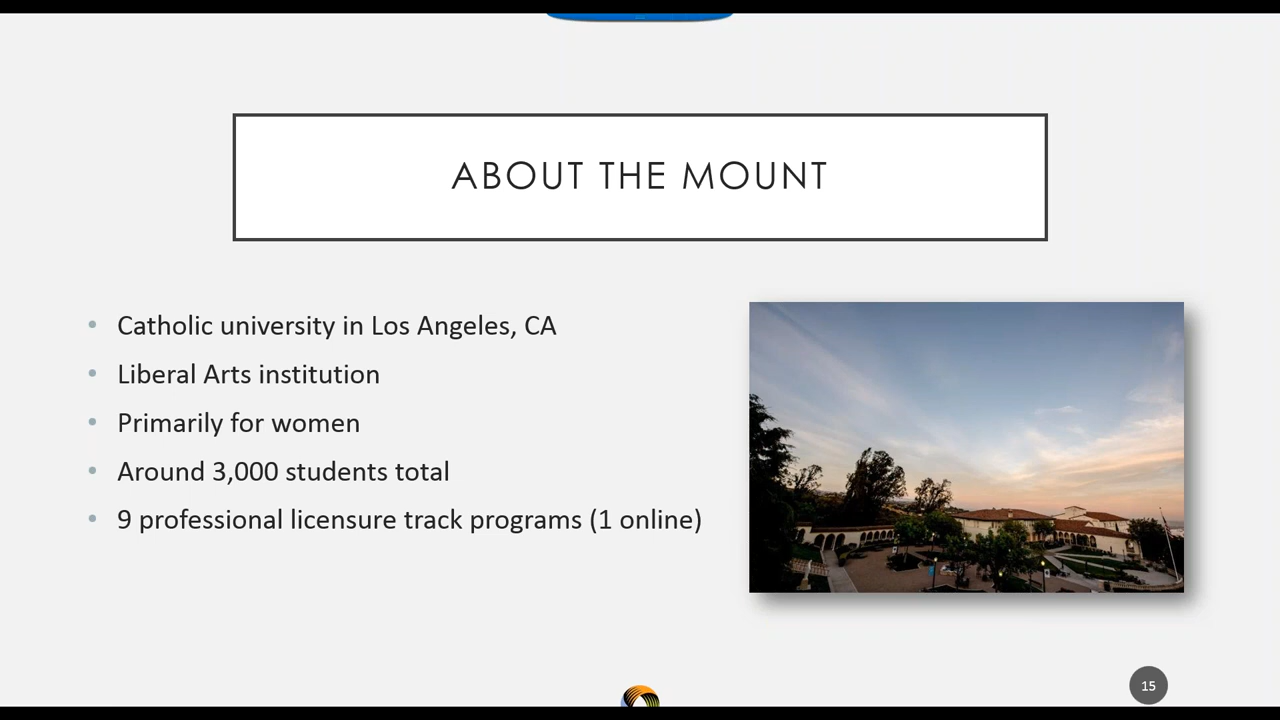 ABOUT THE MOUNT
• Catholic university in Los Angeles, CA
• Liberal Arts institution
• Primarily for women
• Around 3,000 students total
• 9 professional licensure track programs (1 online)
15